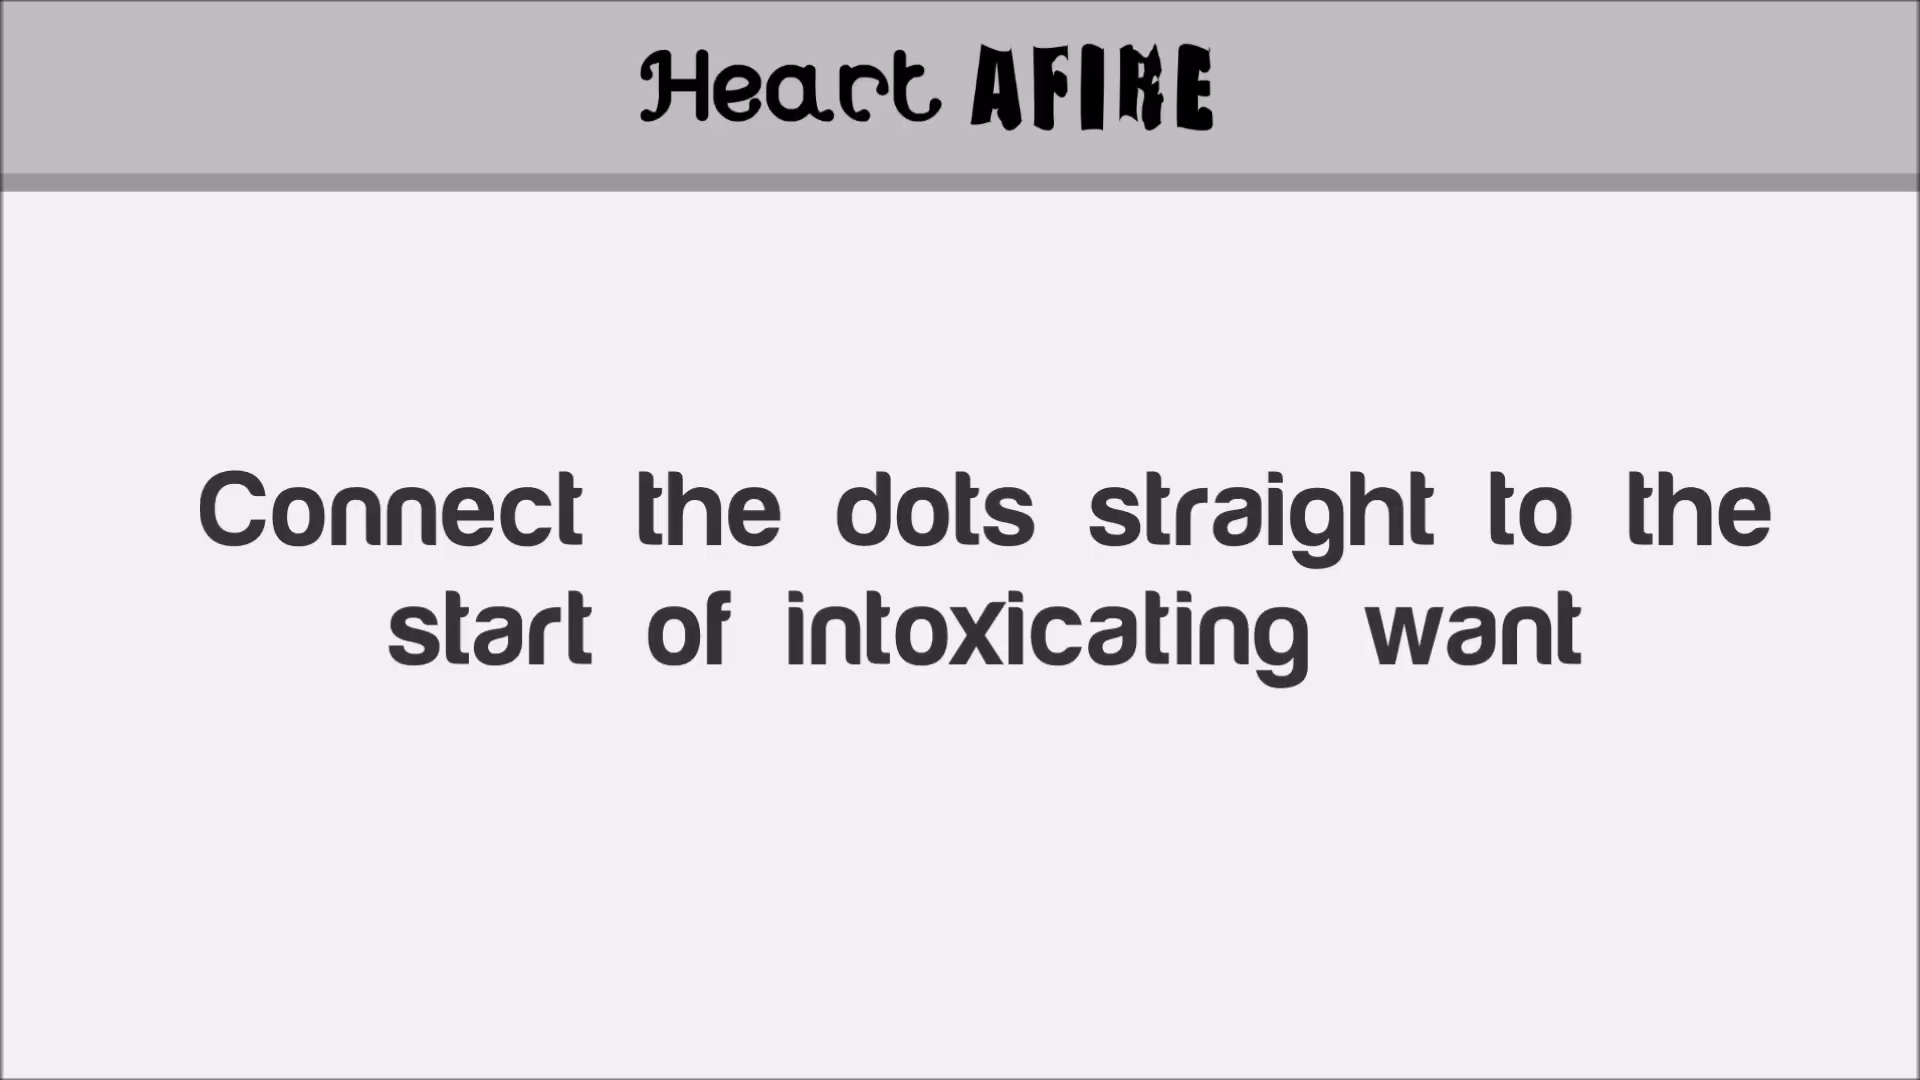 Heart AFIRE
Connect the dots straight to the
start of intoxicating want